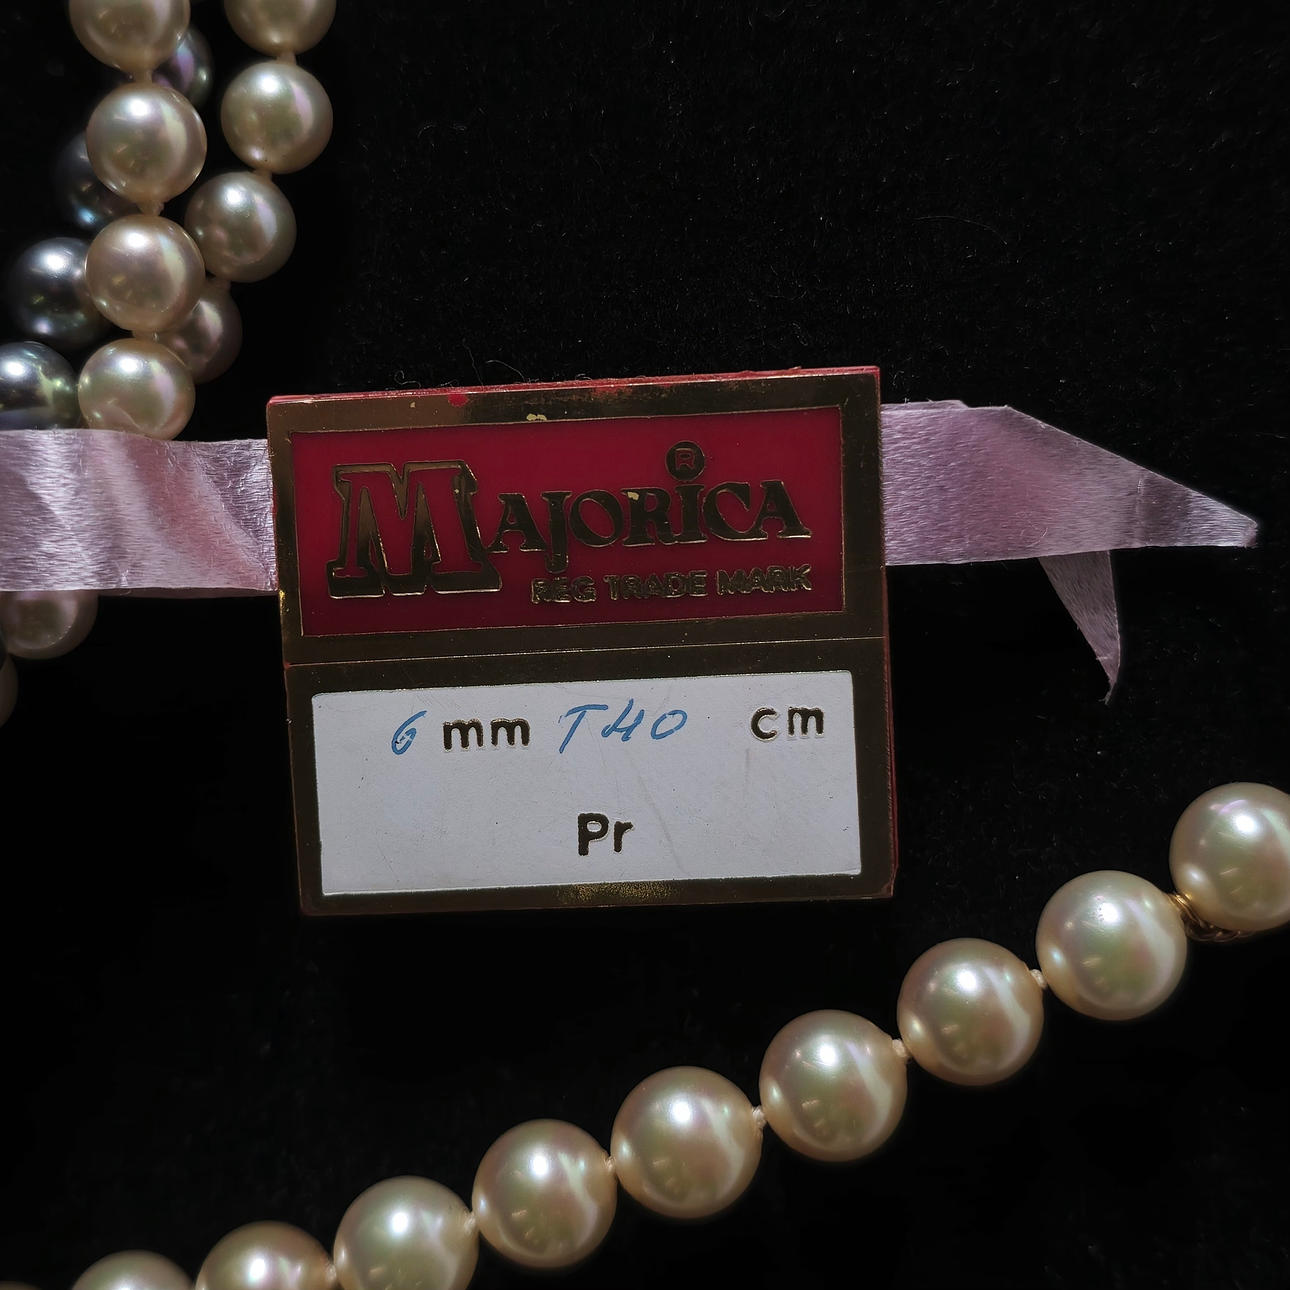 MAJORICA ®
REG TRADE MARK
6 mm T40 cm
Pr